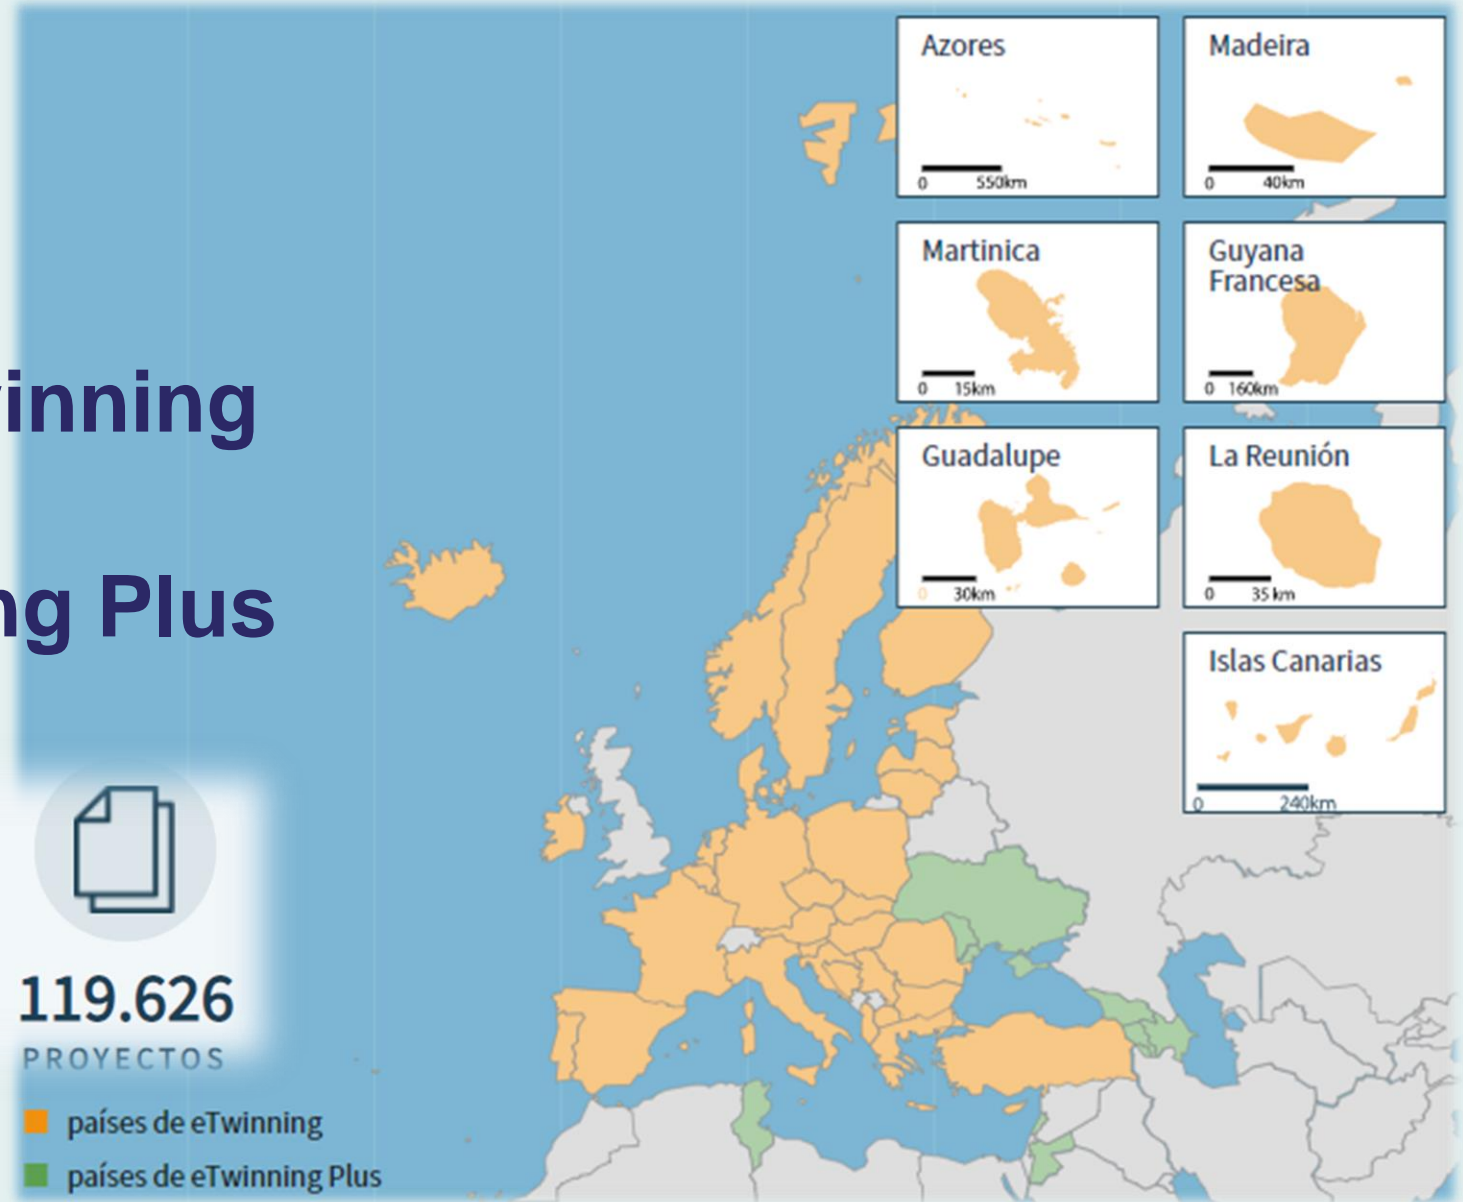 Azores
0 550km
Madeira
0 40km
Martinica
0 15km
Guyana
Francesa
0 160km
inning
Guadalupe
0 30km
La Reunión
0 35 km
ng Plus
Islas Canarias
0 240km
119.626
PROYECTOS
países de eTwinning
países de eTwinning Plus